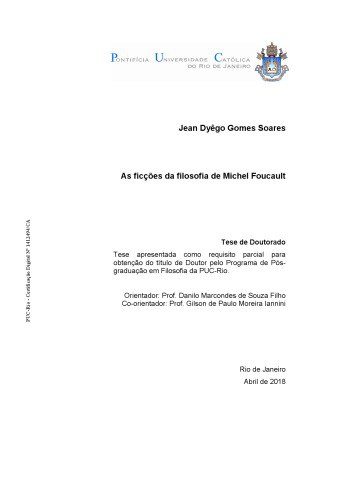 PONTIFÍCIA UNIVERSIDADE CATÓLICA
DO RIO DE JANEIRO
Jean Dyêgo Gomes Soares
As ficções da filosofia de Michel Foucault
Tese de Doutorado
Tese apresentada como requisito parcial para
obtenção do título de Doutor pelo Programa de Pós-
graduação em Filosofia da PUC-Rio.
Orientador: Prof. Danilo Marcondes de Souza Filho
Co-orientador: Prof. Gilson de Paulo Moreira Iannini
Rio de Janeiro
Abril de 2018
PUC-Rio - Certificação Digital Nº 1412494/CA